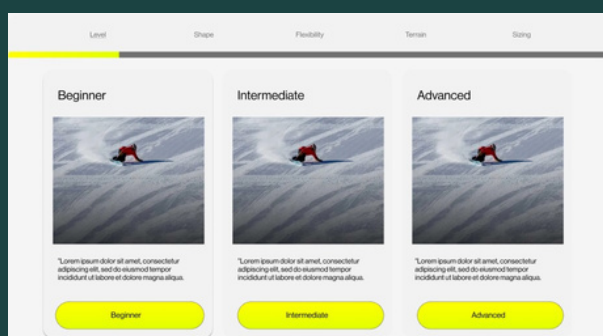 Level Shape Flexibility Terrain Sizing
Beginner
"Lorem ipsum dolor sit amet, consectetur
adipiscing elit, sed do eiusmod tempor
incididunt ut labore et dolore magna aliqua.
Beginner
Intermediate
"Lorem ipsum dolor sit amet, consectetur
adipiscing elit, sed do eiusmod tempor
incididunt ut labore et dolore magna aliqua.
Intermediate
Advanced
"Lorem ipsum dolor sit amet, consectetur
adipiscing elit, sed do eiusmod tempor
incididunt ut labore et dolore magna aliqua.
Advanced